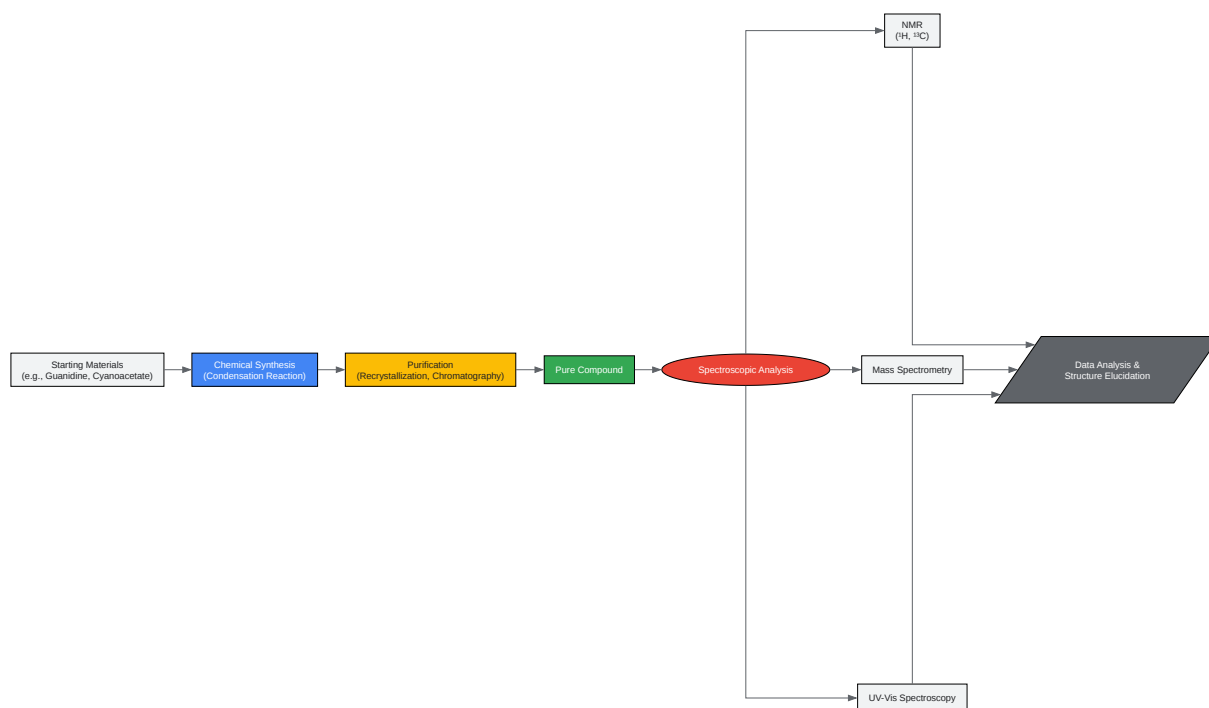 NMR
(¹H, ¹³C)
Starting Materials
(e.g., Guanidine, Cyanoacetate)
Chemical Synthesis
(Condensation Reaction)
Purification
(Recrystallization, Chromatography)
Pure Compound
Spectroscopic Analysis
Mass Spectrometry
Data Analysis &
Structure Elucidation
UV-Vis Spectroscopy